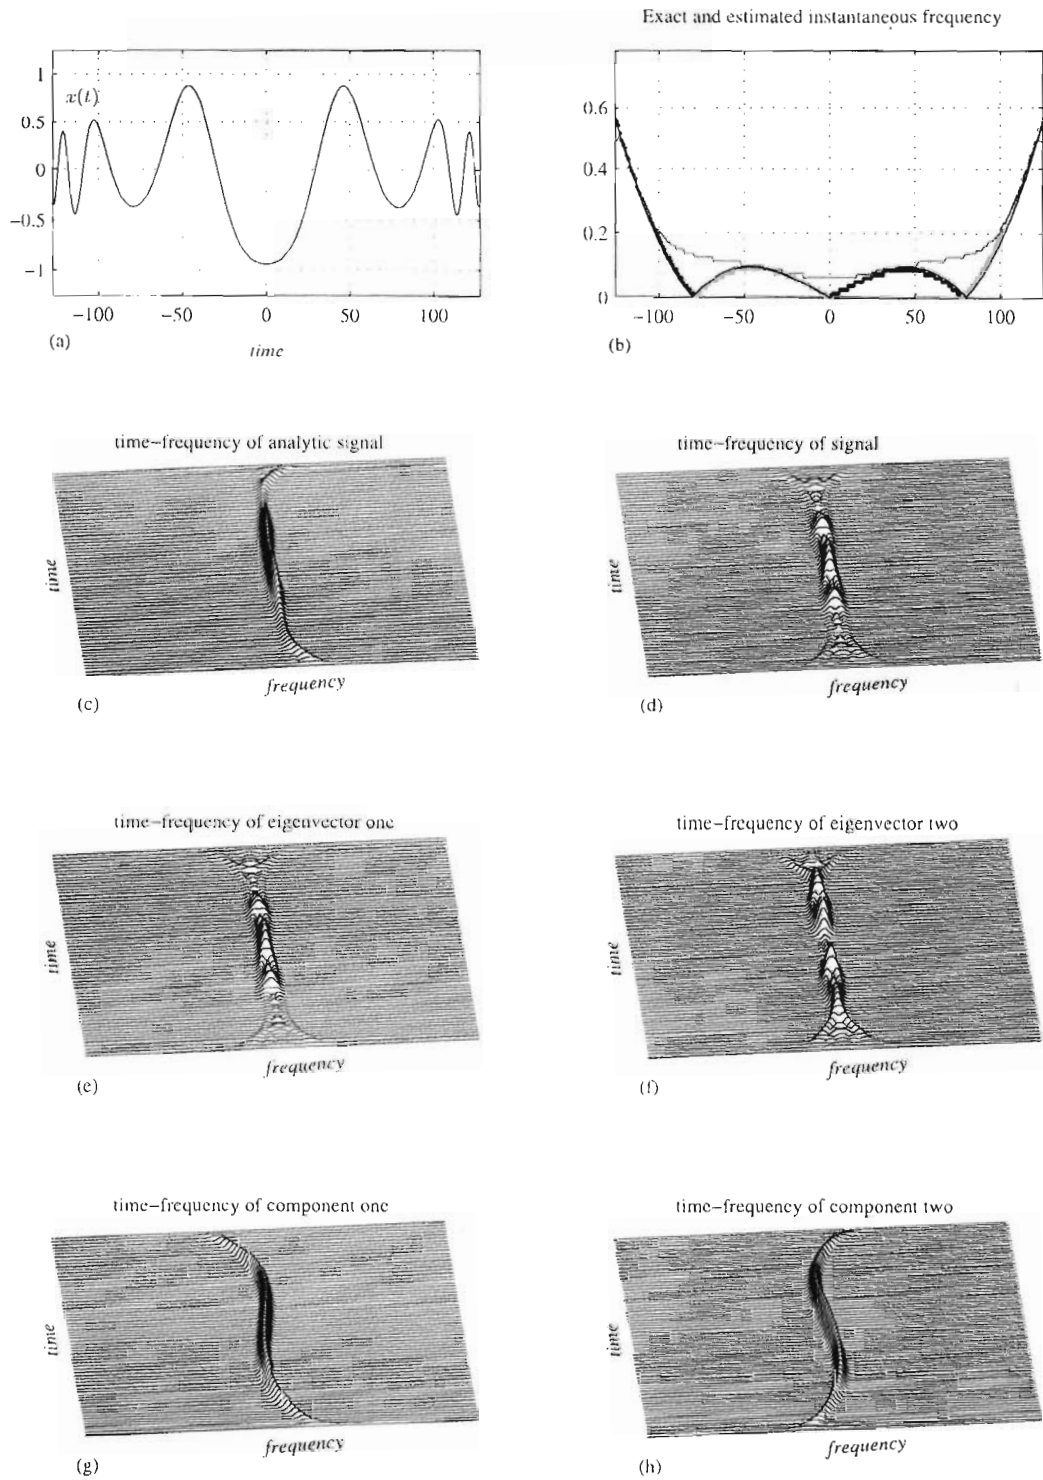 Exact and estimated instantaneous frequency
1
x(t)
0.5
0
−0.5
−1
−100 −50 0 50 100
(a)
time
0.6
0.4
0.2
0
−100 −50 0 50 100
(b)
time−frequency of analytic signal
time
frequency
(c)
time−frequency of signal
time
frequency
(d)
time−frequency of eigenvector one
time
frequency
(e)
time−frequency of eigenvector two
time
frequency
(f)
time−frequency of component one
time
frequency
(g)
time−frequency of component two
time
frequency
(h)